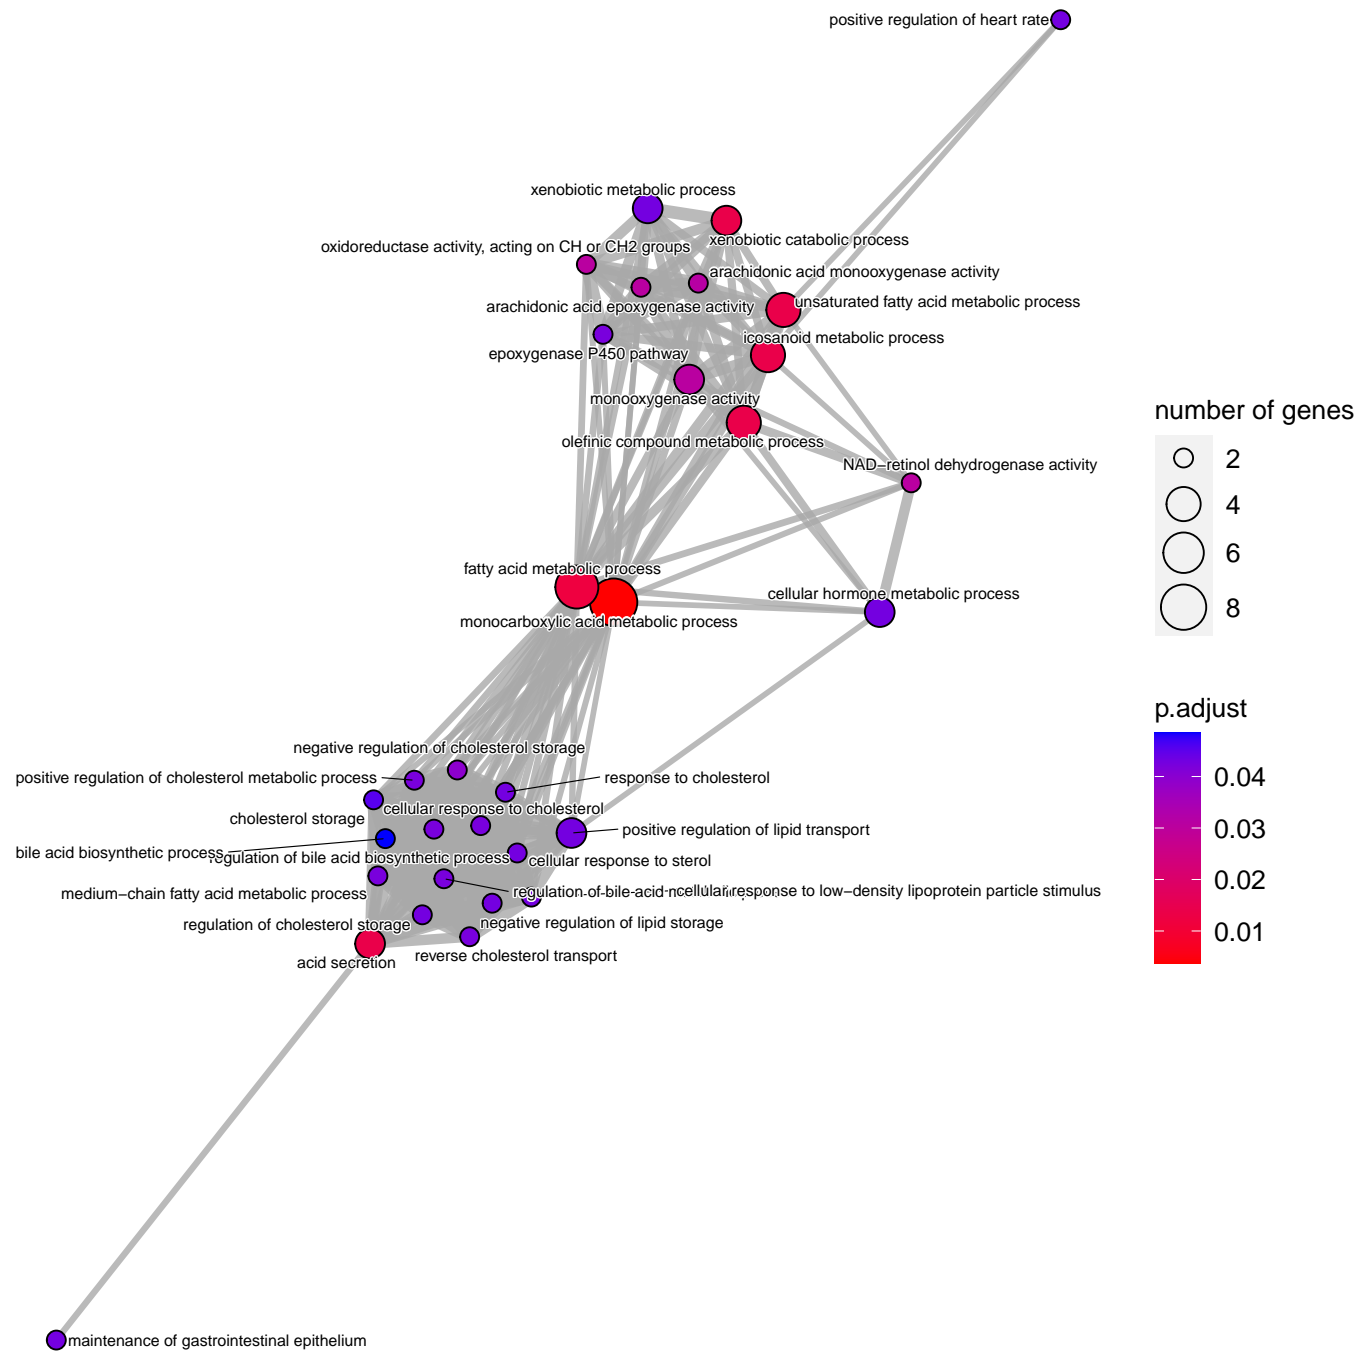 positive regulation of heart rate
xenobiotic metabolic process
xenobiotic catabolic process
oxidoreductase activity, acting on CH or CH2 groups
arachidonic acid monooxygenase activity
unsaturated fatty acid metabolic process
arachidonic acid epoxygenase activity
icosanoid metabolic process
epoxygenase P450 pathway
monooxygenase activity
olefinic compound metabolic process
NAD−retinol dehydrogenase activity
fatty acid metabolic process
cellular hormone metabolic process
monocarboxylic acid metabolic process
negative regulation of cholesterol storage
positive regulation of cholesterol metabolic process
response to cholesterol
cellular response to cholesterol
cholesterol storage
positive regulation of lipid transport
bile acid biosynthetic process
regulation of bile acid biosynthetic process
cellular response to sterol
medium−chain fatty acid metabolic process
regulation of bile acid
cellular response to low−density lipoprotein particle stimulus
regulation of cholesterol storage
negative regulation of lipid storage
reverse cholesterol transport
acid secretion
maintenance of gastrointestinal epithelium
number of genes
2
4
6
8
p.adjust
0.04
0.03
0.02
0.01